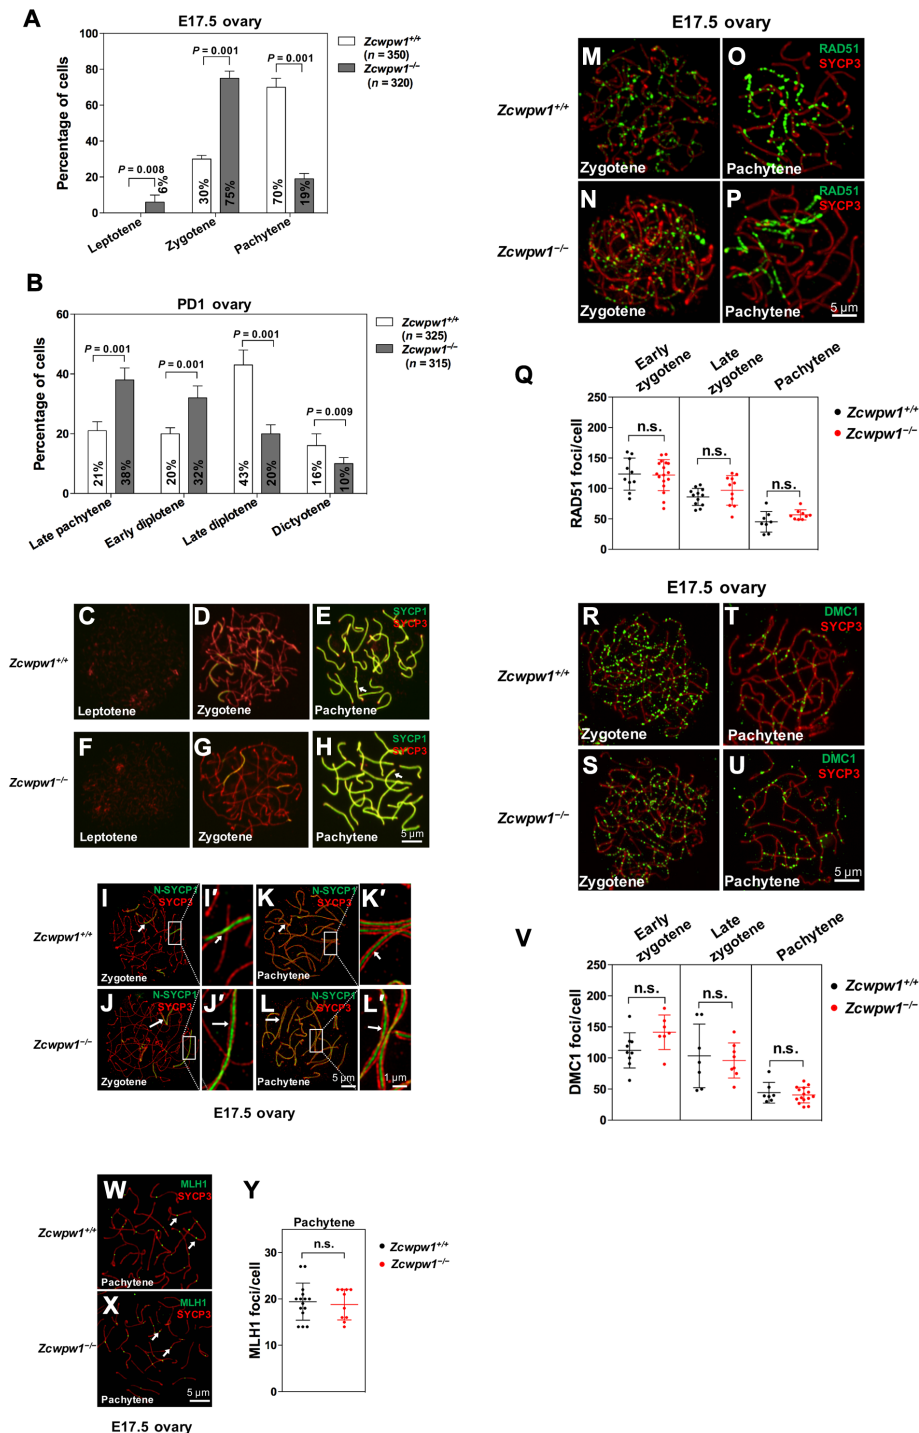 A
E17.5 ovary
Percentage of cells
100
80
60
40
20
0
P = 0.008
P = 0.001
P = 0.001
6%
30%
75%
70%
19%
Leptotene
Zygotene
Pachytene
Zcwpw1+/+
(n = 350)
Zcwpw1−/−
(n = 320)
B
PD1 ovary
Percentage of cells
60
40
20
0
P = 0.001
P = 0.001
P = 0.001
P = 0.009
21%
38%
20%
32%
43%
20%
16%
10%
Late pachytene
Early diplotene
Late diplotene
Dictyotene
Zcwpw1+/+
(n = 325)
Zcwpw1−/−
(n = 315)
Zcwpw1+/+
C
Leptotene
D
Zygotene
E
SYCP1
SYCP3
Pachytene
Zcwpw1−/−
F
Leptotene
G
Zygotene
H
SYCP1
SYCP3
Pachytene
5 µm
Zcwpw1+/+
I
N-SYCP1
SYCP3
Zygotene
I′
K
N-SYCP1
SYCP3
Pachytene
K′
Zcwpw1−/−
J
N-SYCP1
SYCP3
Zygotene
J′
L
N-SYCP1
SYCP3
Pachytene
5 µm
L′
1 µm
E17.5 ovary
E17.5 ovary
Zcwpw1+/+
M
Zygotene
O
RAD51
SYCP3
Pachytene
Zcwpw1−/−
N
Zygotene
P
RAD51
SYCP3
Pachytene
5 µm
Q
Early
zygotene
Late
zygotene
Pachytene
RAD51 foci/cell
250
200
150
100
50
0
n.s.
n.s.
n.s.
Zcwpw1+/+
Zcwpw1−/−
E17.5 ovary
Zcwpw1+/+
R
Zygotene
T
DMC1
SYCP3
Pachytene
Zcwpw1−/−
S
Zygotene
U
DMC1
SYCP3
Pachytene
5 µm
V
Early
zygotene
Late
zygotene
Pachytene
DMC1 foci/cell
250
200
150
100
50
0
n.s.
n.s.
n.s.
Zcwpw1+/+
Zcwpw1−/−
Zcwpw1+/+
W
MLH1
SYCP3
Pachytene
Zcwpw1−/−
X
MLH1
SYCP3
Pachytene
5 µm
E17.5 ovary
Y
Pachytene
MLH1 foci/cell
30
20
10
0
n.s.
Zcwpw1+/+
Zcwpw1−/−